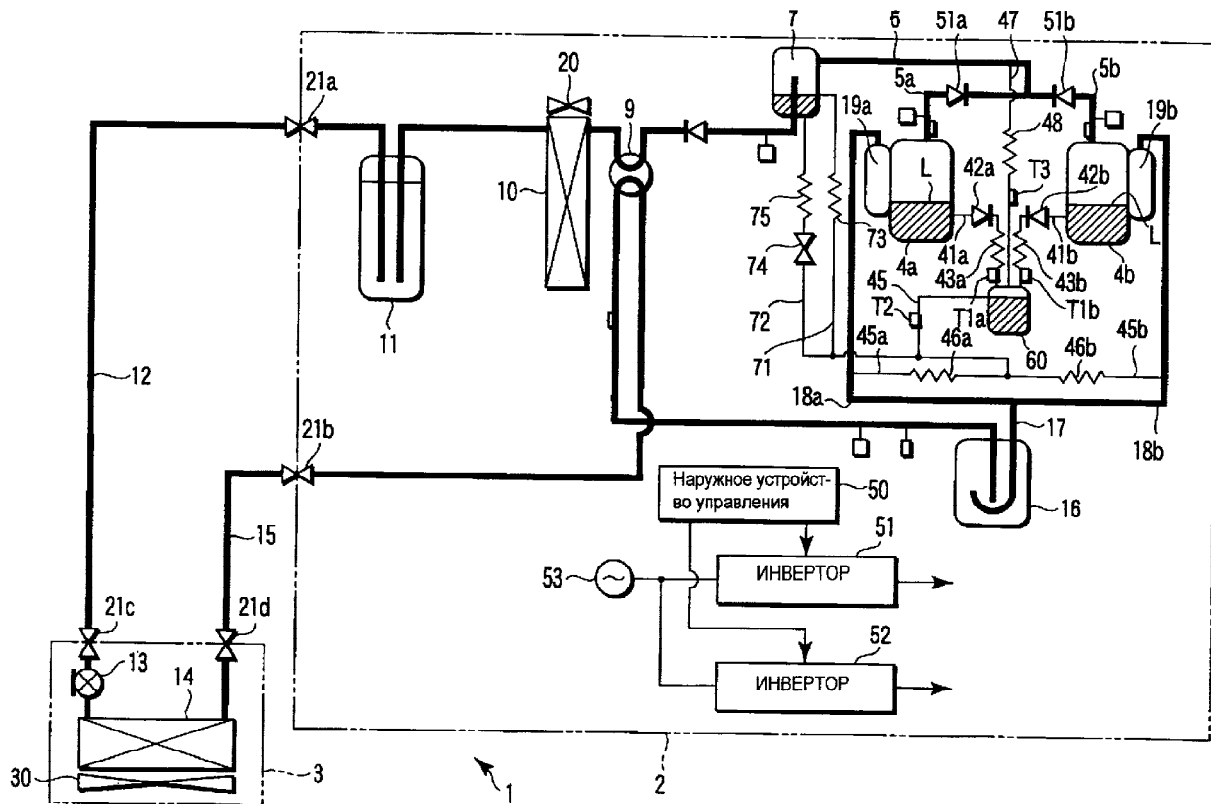 7 6 51a 47 51b
21a 20 5a 5b
9 19a 19b
48
10 L 42a T3 42b
75 L
73 4a 41a 41b 4b
74 43a 43b
11 45
72 T2 T1a T1b
12 71 45a 46a 60 46b 45b
18a
21b 17 18b
Наружное устройст-
во управления
50
16
15
51
53 ИНВЕРТОР
21c 21d
13 52
14 ИНВЕРТОР
30 3 2
1